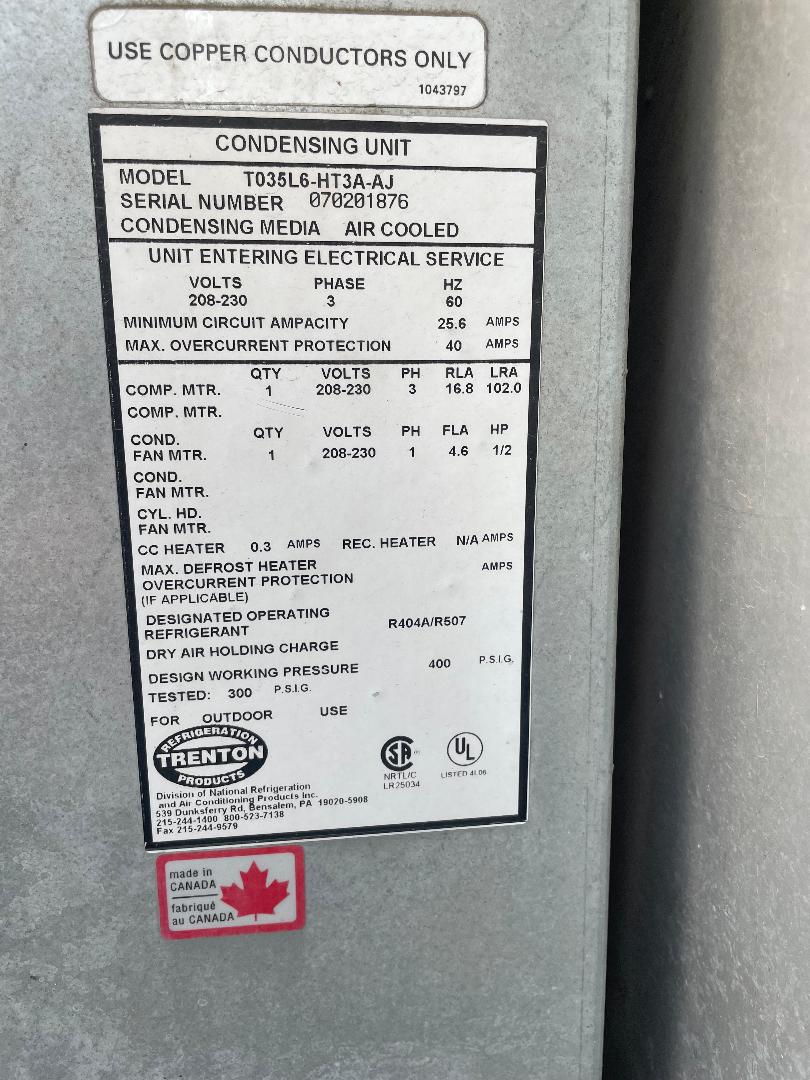 USE COPPER CONDUCTORS ONLY
1043797
CONDENSING UNIT
MODEL T035L6-HT3A-AJ
SERIAL NUMBER 070201876
CONDENSING MEDIA AIR COOLED
UNIT ENTERING ELECTRICAL SERVICE
VOLTS PHASE HZ
208-230 3 60
MINIMUM CIRCUIT AMPACITY 25.6 AMPS
MAX. OVERCURRENT PROTECTION 40 AMPS
QTY VOLTS PH RLA LRA
COMP. MTR. 1 208-230 3 16.8 102.0
COMP. MTR.
COND. QTY VOLTS PH FLA HP
FAN MTR. 1 208-230 1 4.6 1/2
COND.
FAN MTR.
CYL. HD.
FAN MTR.
CC HEATER 0.3 AMPS REC. HEATER N/A AMPS
MAX. DEFROST HEATER AMPS
OVERCURRENT PROTECTION
(IF APPLICABLE)
DESIGNATED OPERATING
REFRIGERANT R404A/R507
DRY AIR HOLDING CHARGE
DESIGN WORKING PRESSURE 400 P.S.I.G.
TESTED: 300 P.S.I.G.
FOR OUTDOOR USE
REFRIGERATION
TRENTON
PRODUCTS
SA
NRTL/C
LR25034
UL
LISTED 4L06
Division of National Refrigeration
and Air Conditioning Products Inc.
539 Dunksferry Rd, Bensalem, PA 19020-5908
215-244-1400 800-523-7138
Fax 215-244-9579
made in
CANADA
fabriqué
au CANADA